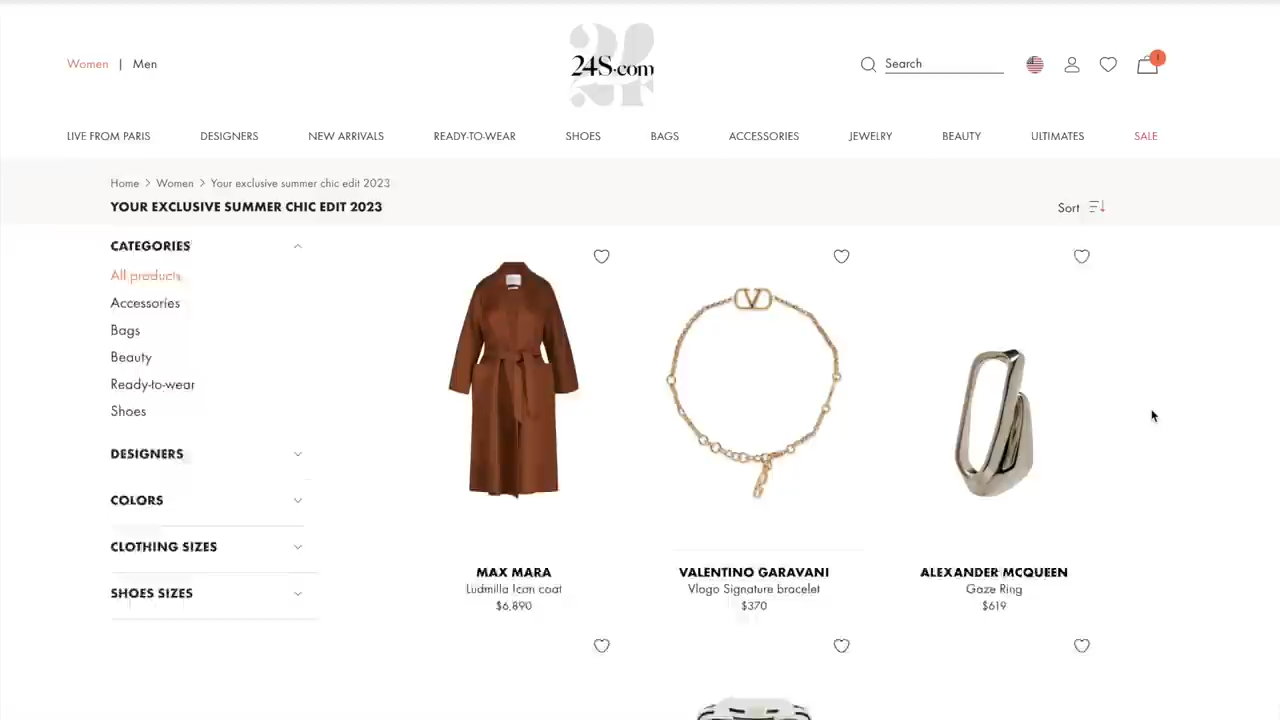 Women | Men
24S.com
Search
1
LIVE FROM PARIS DESIGNERS NEW ARRIVALS READY-TO-WEAR SHOES BAGS ACCESSORIES JEWELRY BEAUTY ULTIMATES SALE
Home > Women > Your exclusive summer chic edit 2023
YOUR EXCLUSIVE SUMMER CHIC EDIT 2023
Sort
CATEGORIES
All products
Accessories
Bags
Beauty
Ready-to-wear
Shoes
DESIGNERS
COLORS
CLOTHING SIZES
SHOES SIZES
MAX MARA
Ludmilla Icon coat
$6,890
VALENTINO GARAVANI
Vlogo Signature bracelet
$370
ALEXANDER MCQUEEN
Gaze Ring
$619